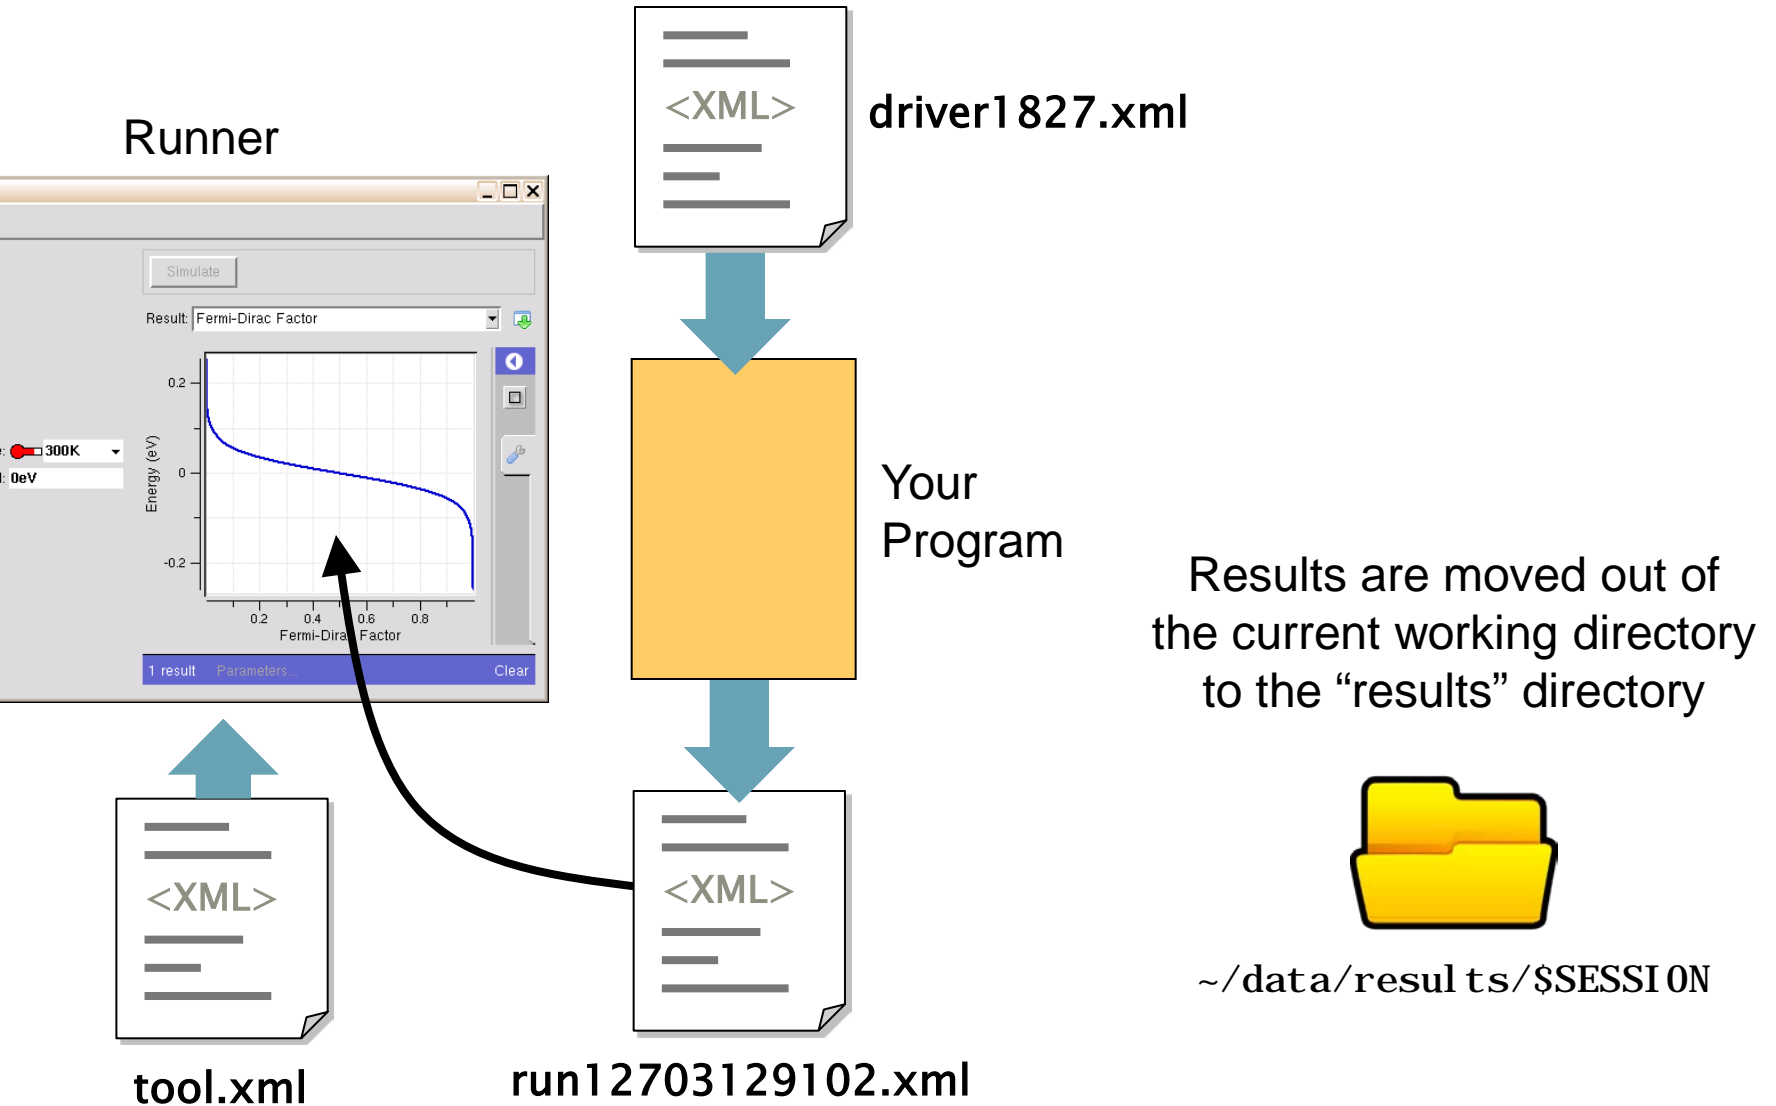 <XML>
driver1827.xml
Runner
Simulate
Result: Fermi-Dirac Factor
0.2
0
-0.2
Energy (eV)
0.2 0.4 0.6 0.8
Fermi-Dirac Factor
e: 300K
l: 0eV
1 result Parameters... Clear
Your
Program
Results are moved out of
the current working directory
to the “results” directory
~/data/results/$SESSION
<XML>
tool.xml
<XML>
run12703129102.xml